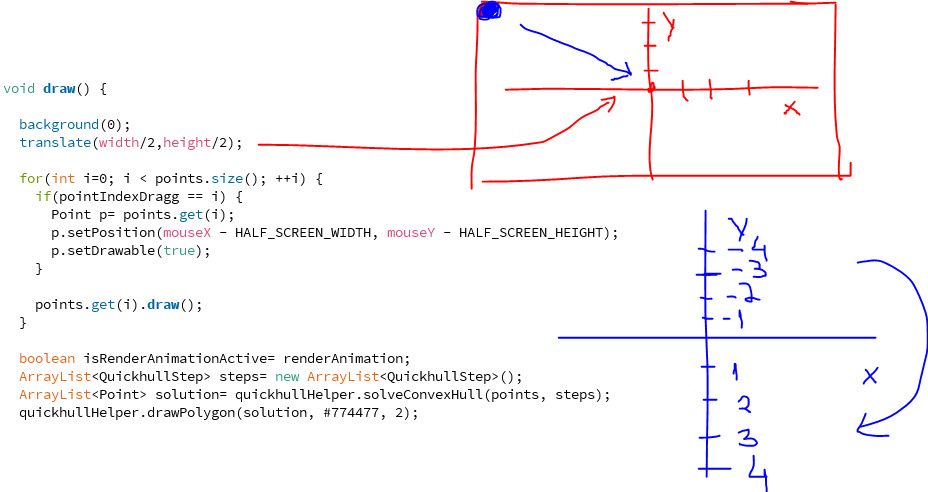 void draw() {
background(0);
translate(width/2,height/2);
for(int i=0; i < points.size(); ++i) {
if(pointIndexDragg == i) {
Point p= points.get(i);
p.setPosition(mouseX - HALF_SCREEN_WIDTH, mouseY - HALF_SCREEN_HEIGHT);
p.setDrawable(true);
}
points.get(i).draw();
}
boolean isRenderAnimationActive= renderAnimation;
ArrayList<QuickhullStep> steps= new ArrayList<QuickhullStep>();
ArrayList<Point> solution= quickhullHelper.solveConvexHull(points, steps);
quickhullHelper.drawPolygon(solution, #774477, 2);
Y
X
Y
-4
-3
-2
-1
1
X
2
3
4